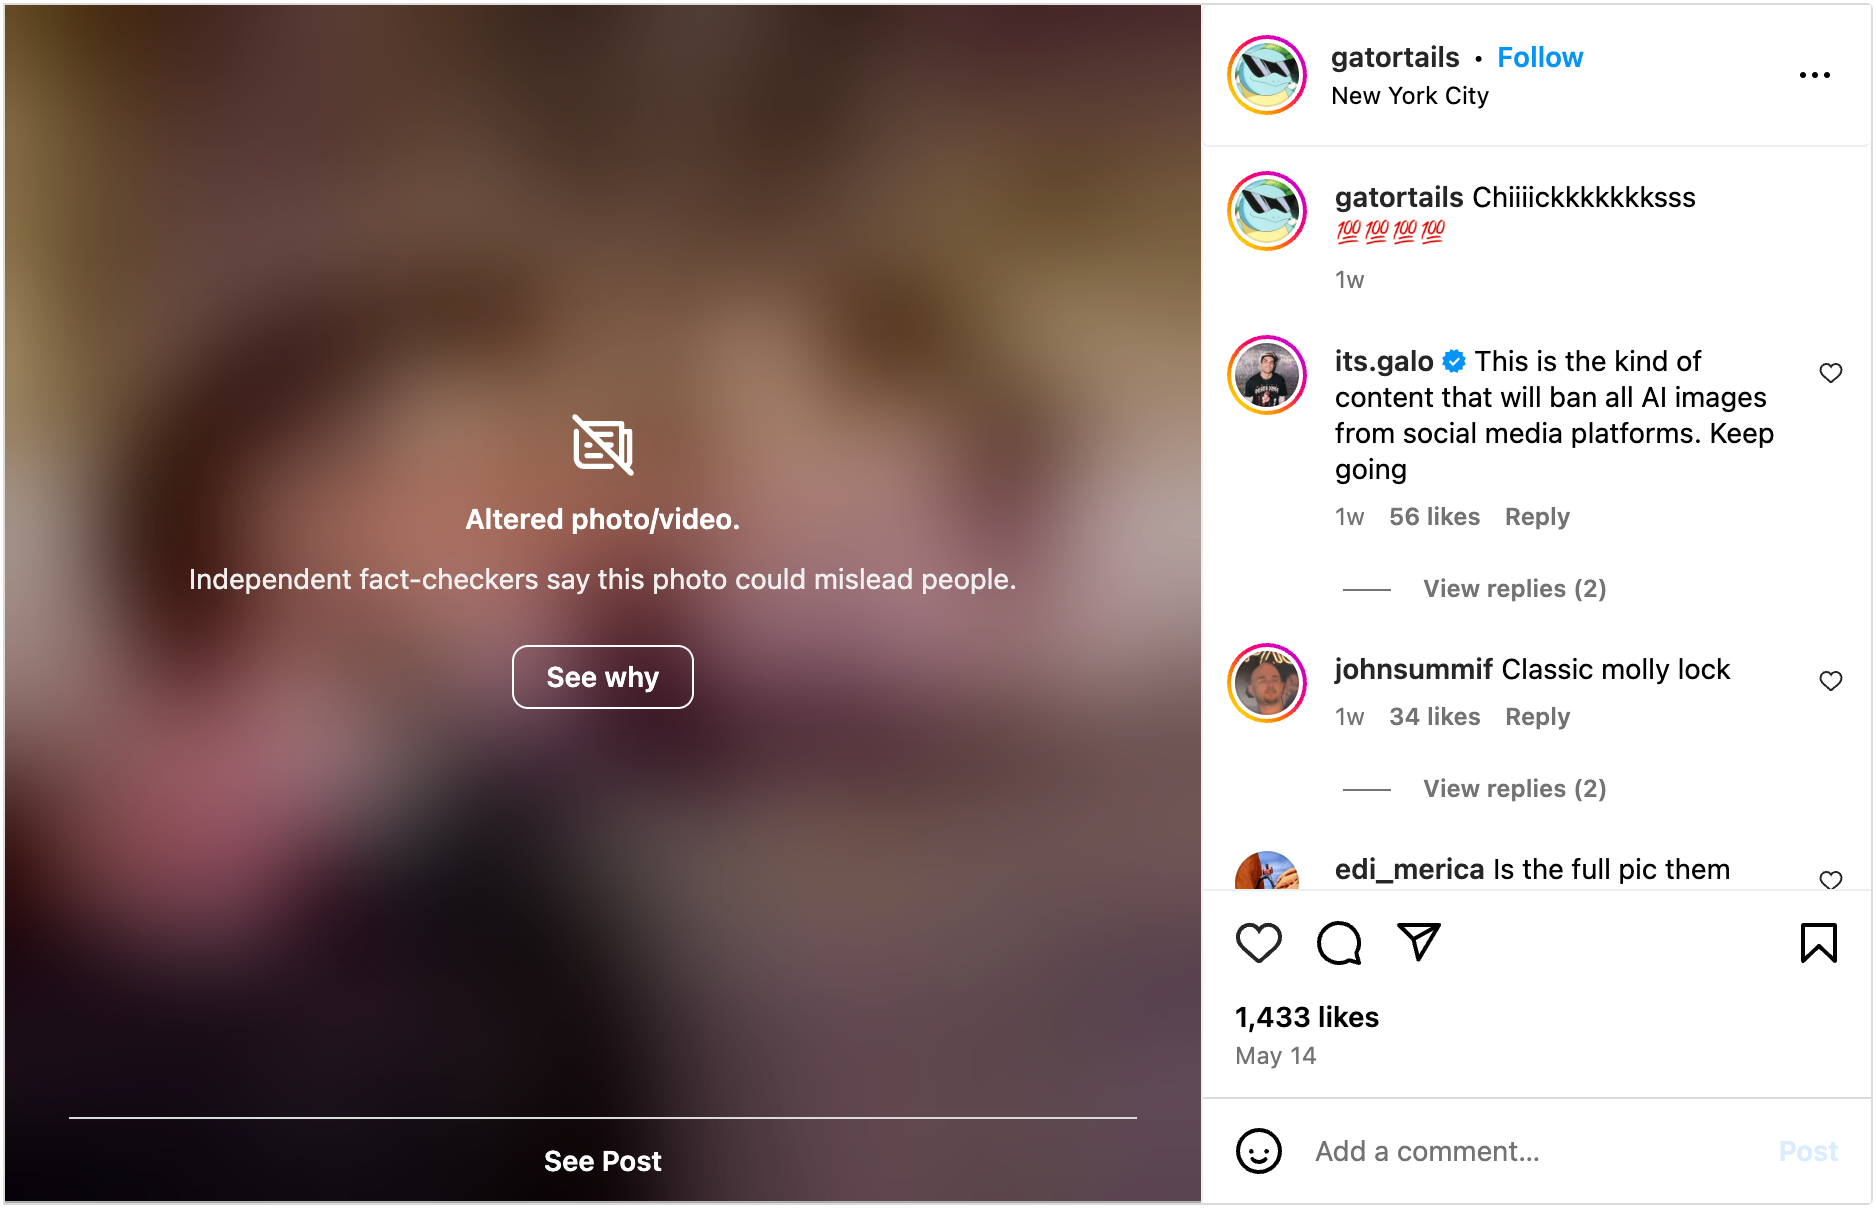 Altered photo/video.
Independent fact-checkers say this photo could mislead people.
See why
See Post
gatortails • Follow
New York City
gatortails Chiiiickkkkkkksss
💯💯💯💯
1w
its.galo This is the kind of
content that will ban all AI images
from social media platforms. Keep
going
1w 56 likes Reply
View replies (2)
johnsummif Classic molly lock
1w 34 likes Reply
View replies (2)
edi_merica Is the full pic them
1,433 likes
May 14
Add a comment...
Post